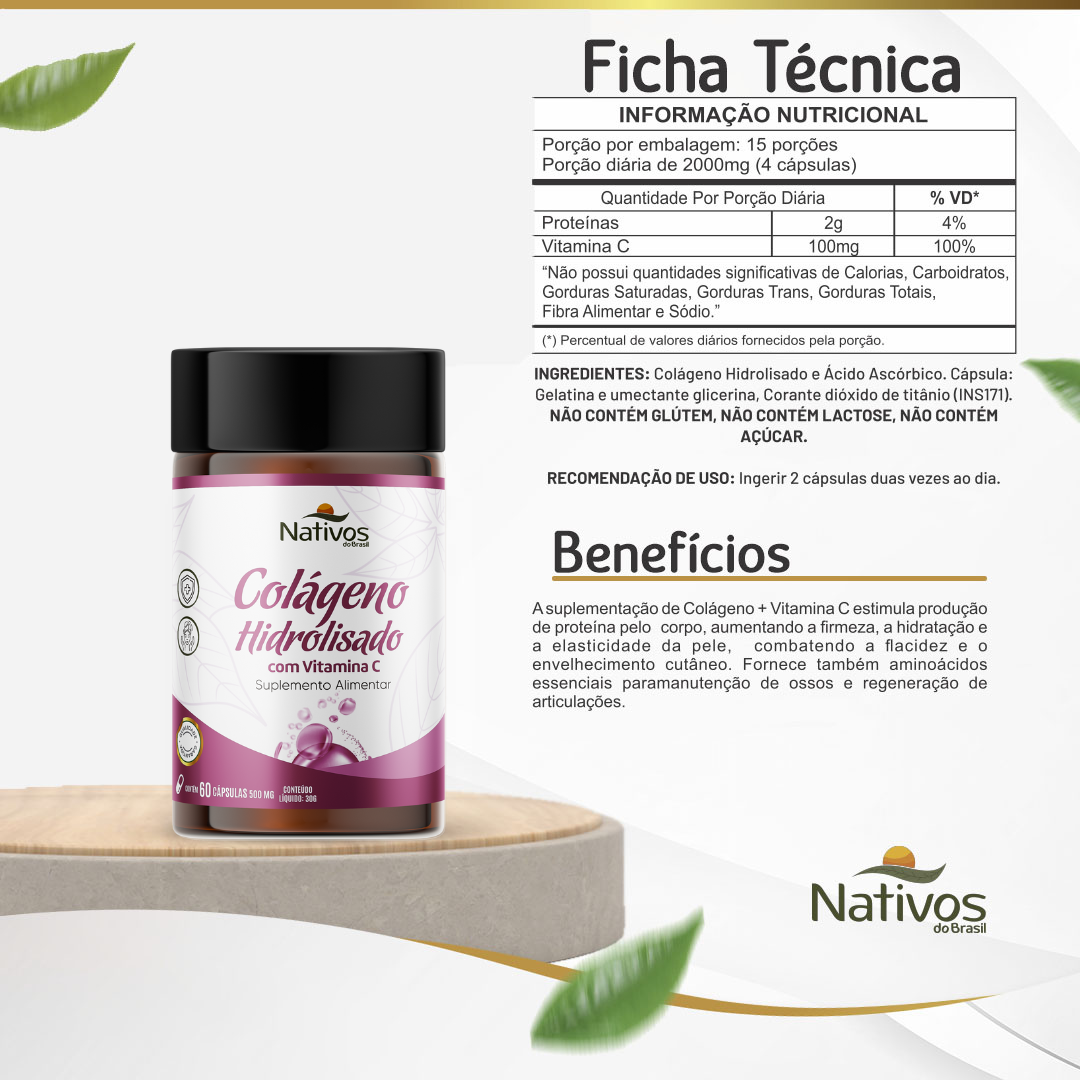 Ficha Técnica
INFORMAÇÃO NUTRICIONAL
Porção por embalagem: 15 porções
Porção diária de 2000mg (4 cápsulas)
Quantidade Por Porção Diária % VD*
Proteínas 2g 4%
Vitamina C 100mg 100%
“Não possui quantidades significativas de Calorias, Carboidratos,
Gorduras Saturadas, Gorduras Trans, Gorduras Totais,
Fibra Alimentar e Sódio.”
(*) Percentual de valores diários fornecidos pela porção.
INGREDIENTES: Colágeno Hidrolisado e Ácido Ascórbico. Cápsula:
Gelatina e umectante glicerina, Corante dióxido de titânio (INS171).
NÃO CONTÉM GLÚTEM, NÃO CONTÉM LACTOSE, NÃO CONTÉM
AÇÚCAR.
RECOMENDAÇÃO DE USO: Ingerir 2 cápsulas duas vezes ao dia.
Benefícios
A suplementação de Colágeno + Vitamina C estimula produção
de proteína pelo corpo, aumentando a firmeza, a hidratação e
a elasticidade da pele, combatendo a flacidez e o
envelhecimento cutâneo. Fornece também aminoácidos
essenciais paramanutenção de ossos e regeneração de
articulações.
Nativos
do Brasil
Colágeno
Hidrolisado
com Vitamina C
Suplemento Alimentar
CONTÉM 60 CÁPSULAS 500 MG
CONTEÚDO
LÍQUIDO: 30G
Nativos
do Brasil